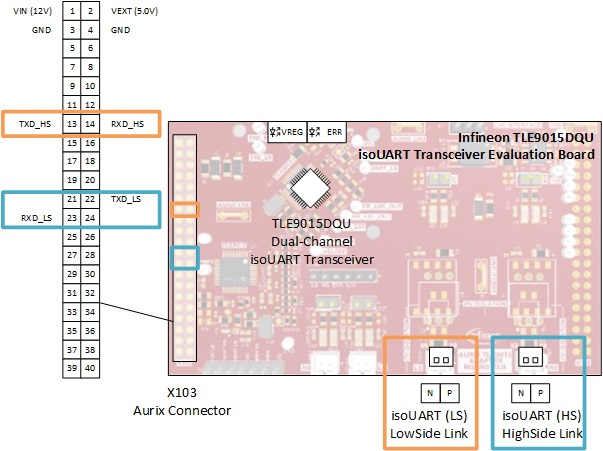 VIN (12V) 1 2 VEXT (5.0V)
GND 3 4 GND
5 6
7 8
9 10
11 12
TXD_HS 13 14 RXD_HS
15 16
17 18
19 20
21 22 TXD_LS
RXD_LS 23 24
25 26
27 28
29 30
31 32
33 34
35 36
37 38
39 40
VREG ERR
Infineon TLE9015DQU
isoUART Transceiver Evaluation Board
TLE9015DQU
Dual-Channel
isoUART Transceiver
X103
Aurix Connector
N P
isoUART (LS)
LowSide Link
N P
isoUART (HS)
HighSide Link